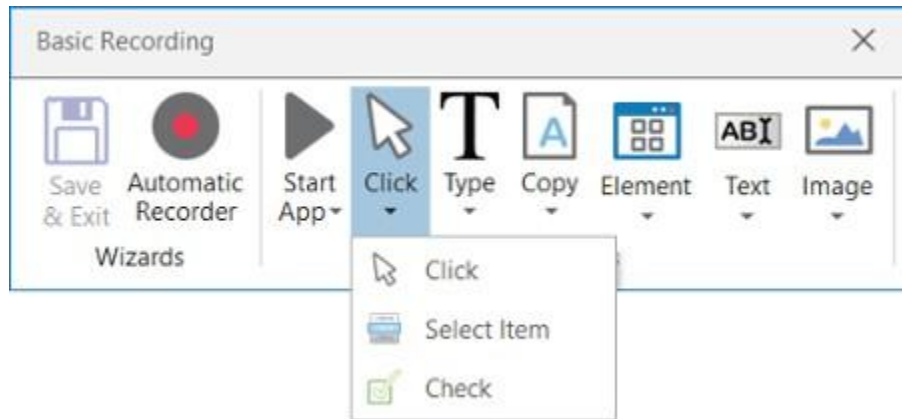 Basic Recording
Save & Exit
Automatic Recorder
Start App
Click
Type
Copy
Element
ABI
Text
Image
Wizards
Click
Select Item
Check